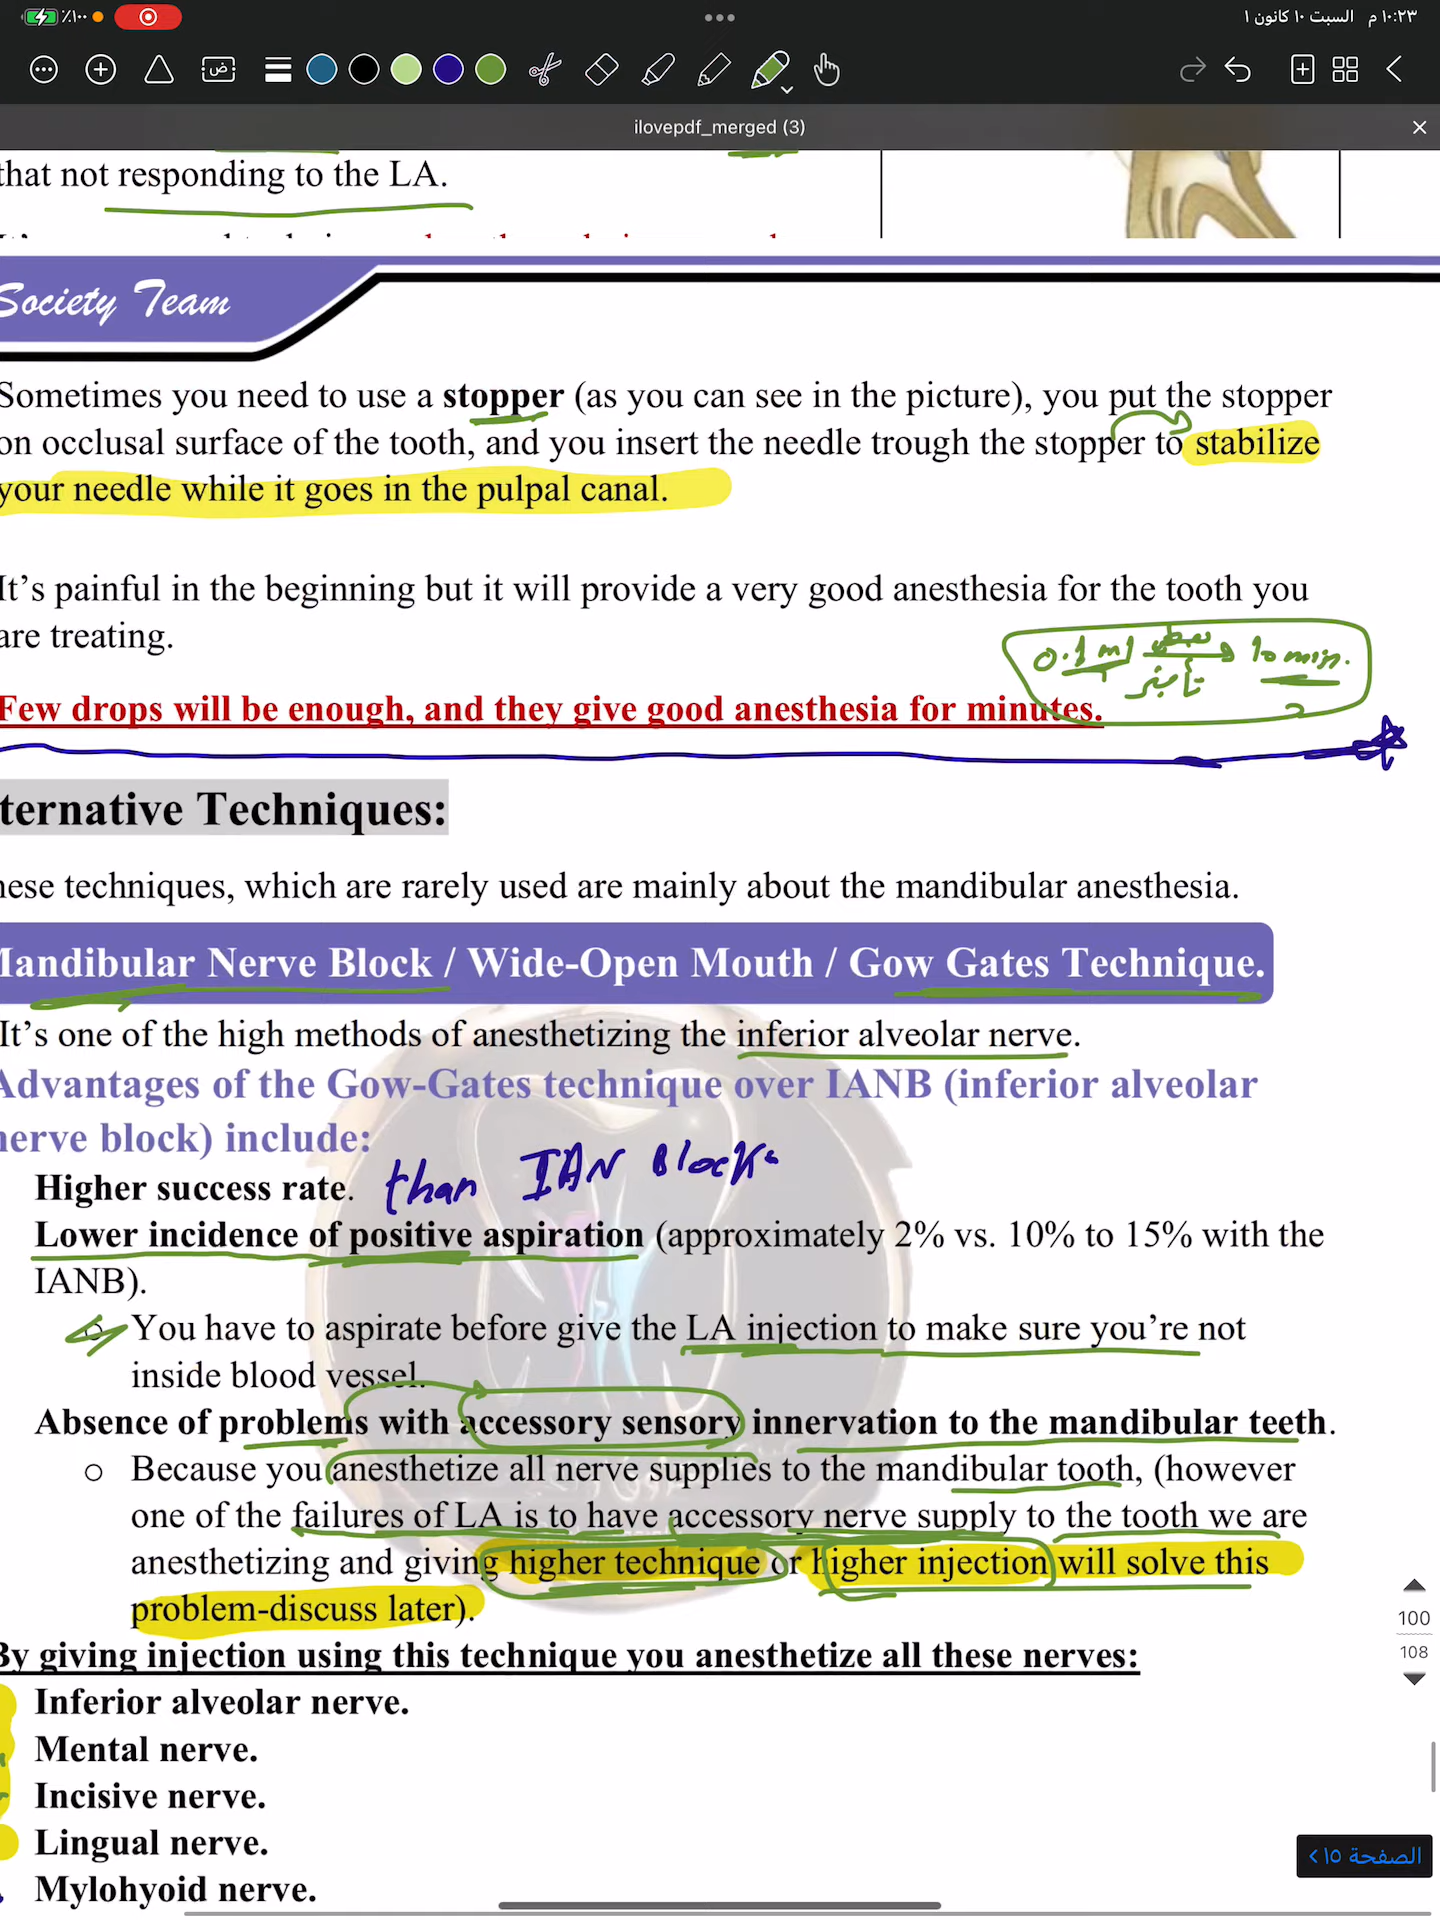 ١٠:٢٣ م السبت ١٠ كانون ١
٪١٠٠
ض
ilovepdf_merged (3)
that not responding to the LA.
Society Team
Sometimes you need to use a stopper (as you can see in the picture), you put the stopper
on occlusal surface of the tooth, and you insert the needle trough the stopper to stabilize
your needle while it goes in the pulpal canal.
It's painful in the beginning but it will provide a very good anesthesia for the tooth you
are treating.
0.1 ml 10 min.
Few drops will be enough, and they give good anesthesia for minutes.
ternative Techniques:
hese techniques, which are rarely used are mainly about the mandibular anesthesia.
Mandibular Nerve Block / Wide-Open Mouth / Gow Gates Technique.
It's one of the high methods of anesthetizing the inferior alveolar nerve.
Advantages of the Gow-Gates technique over IANB (inferior alveolar
nerve block) include:
Higher success rate. than IAN Block
Lower incidence of positive aspiration (approximately 2% vs. 10% to 15% with the
IANB).
You have to aspirate before give the LA injection to make sure you're not
inside blood vessel.
Absence of problems with accessory sensory innervation to the mandibular teeth.
o Because you anesthetize all nerve supplies to the mandibular tooth, (however
one of the failures of LA is to have accessory nerve supply to the tooth we are
anesthetizing and giving higher technique or higher injection will solve this
problem-discuss later).
By giving injection using this technique you anesthetize all these nerves:
Inferior alveolar nerve.
Mental nerve.
Incisive nerve.
Lingual nerve.
Mylohyoid nerve.
100
108
الصفحة ١٥